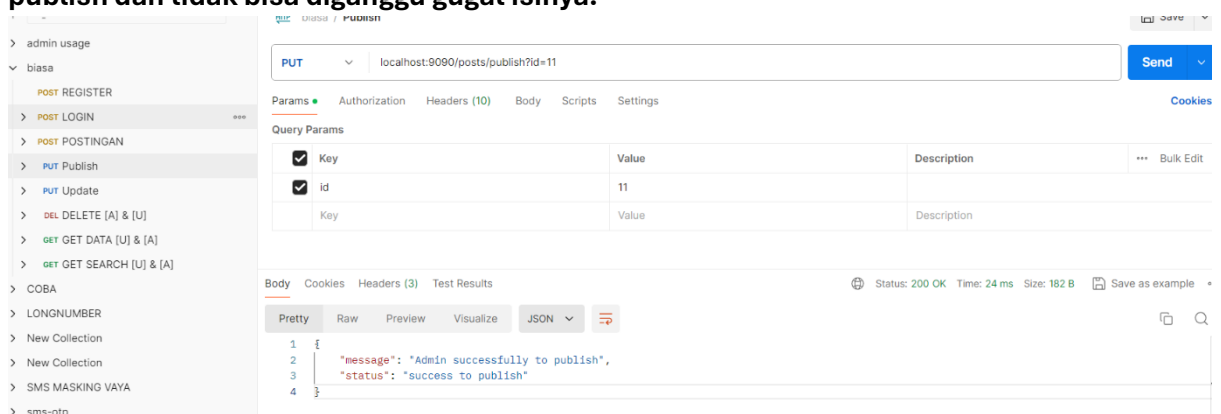 publish dan tidak bisa diganggu gugat isinya.
HTTP biasa / Publish Save
admin usage
biasa
POST REGISTER
POST LOGIN
POST POSTINGAN
PUT Publish
PUT Update
DEL DELETE [A] & [U]
GET GET DATA [U] & [A]
GET GET SEARCH [U] & [A]
COBA
LONGNUMBER
New Collection
New Collection
SMS MASKING VAYA
sms-otp
PUT localhost:9090/posts/publish?id=11 Send
Params Authorization Headers (10) Body Scripts Settings Cookies
Query Params
Key Value Description Bulk Edit
id 11
Key Value Description
Body Cookies Headers (3) Test Results Status: 200 OK Time: 24 ms Size: 182 B Save as example
Pretty Raw Preview Visualize JSON
1 {
2 "message": "Admin successfully to publish",
3 "status": "success to publish"
4 }